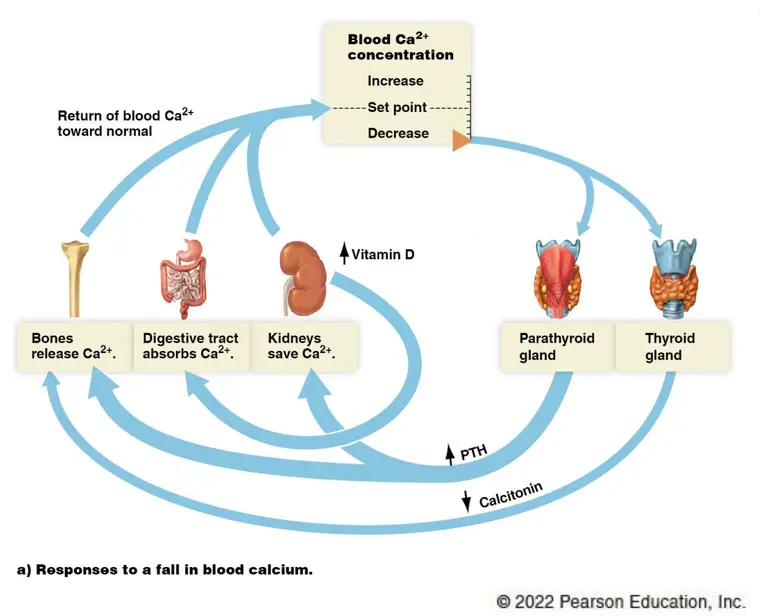 Blood Ca2+
concentration
Increase
Set point
Decrease
Return of blood Ca2+
toward normal
Vitamin D
Bones
release Ca2+.
Digestive tract
absorbs Ca2+.
Kidneys
save Ca2+.
Parathyroid
gland
Thyroid
gland
PTH
Calcitonin
a) Responses to a fall in blood calcium.
© 2022 Pearson Education, Inc.